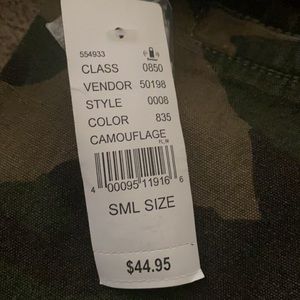 554933
CLASS 0850
VENDOR 50198
STYLE 0008
COLOR 835
CAMOUFLAGE
4 00095 11916 6
SML SIZE
$44.95